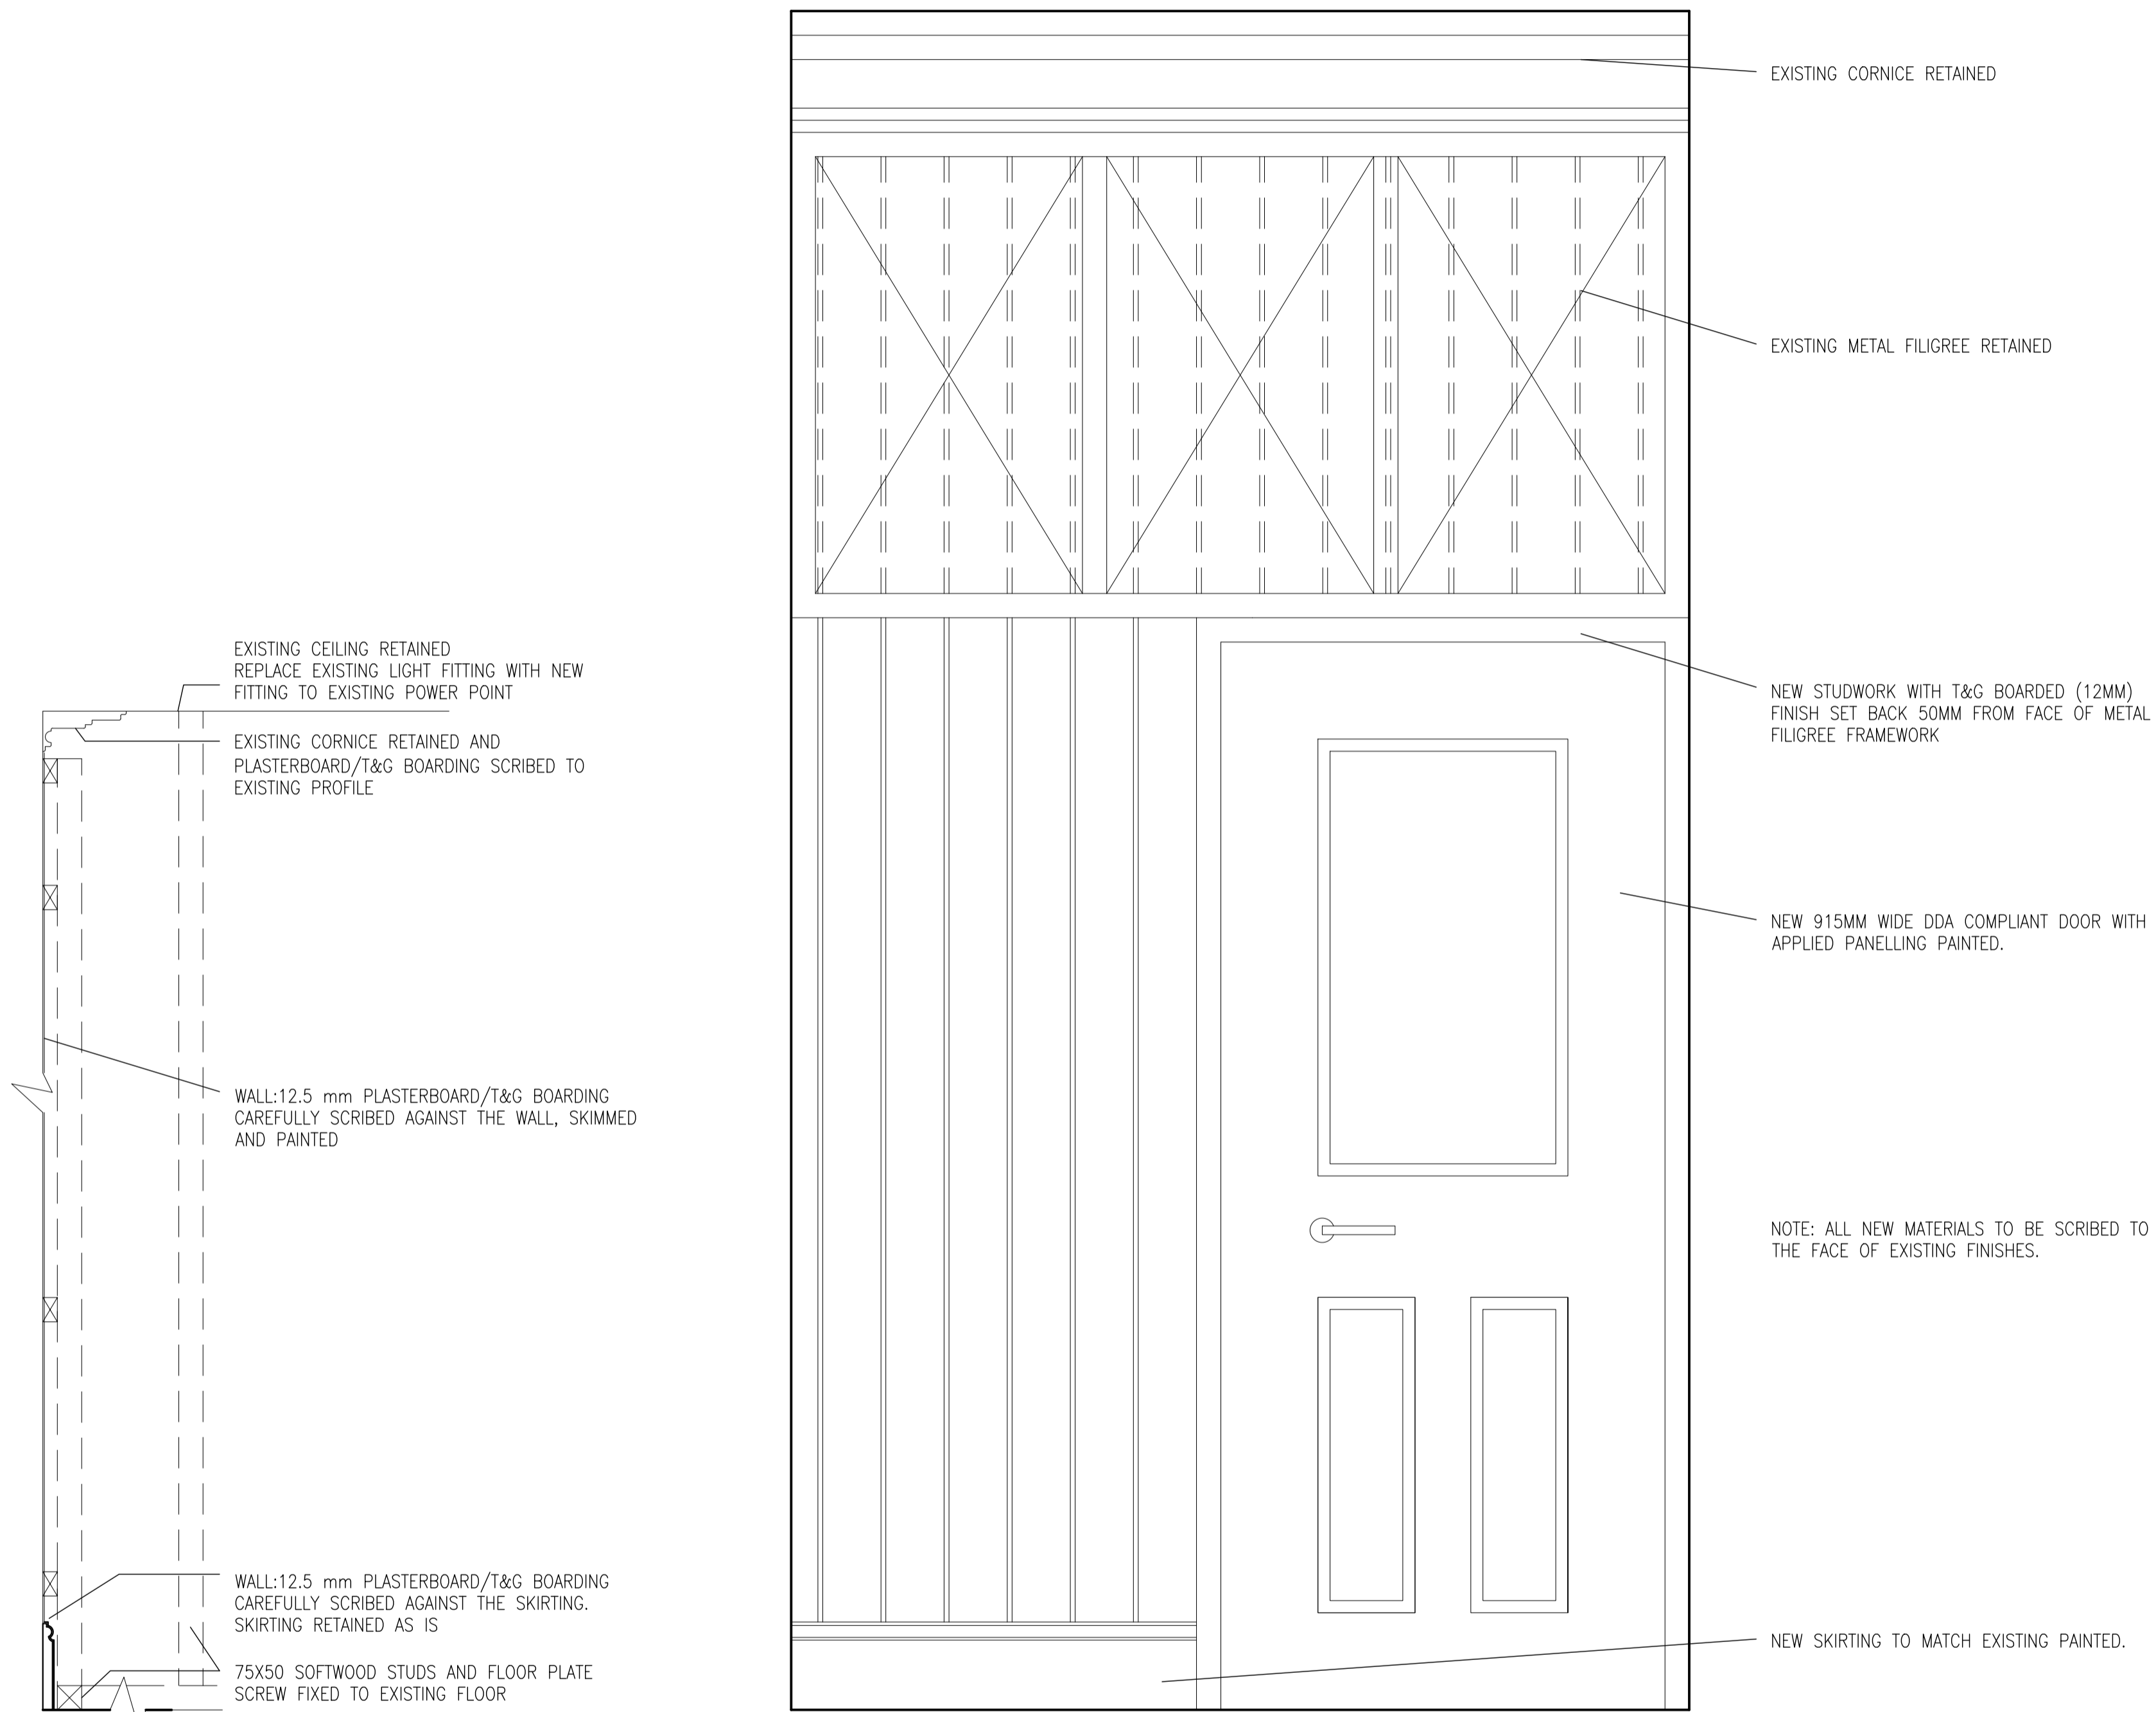 EXISTING CEILING RETAINED
REPLACE EXISTING LIGHT FITTING WITH NEW
FITTING TO EXISTING POWER POINT
EXISTING CORNICE RETAINED AND
PLASTERBOARD/T&G BOARDING SCRIBED TO
EXISTING PROFILE
WALL:12.5 mm PLASTERBOARD/T&G BOARDING
CAREFULLY SCRIBED AGAINST THE WALL, SKIMMED
AND PAINTED
WALL:12.5 mm PLASTERBOARD/T&G BOARDING
CAREFULLY SCRIBED AGAINST THE SKIRTING.
SKIRTING RETAINED AS IS
75X50 SOFTWOOD STUDS AND FLOOR PLATE
SCREW FIXED TO EXISTING FLOOR
EXISTING CORNICE RETAINED
EXISTING METAL FILIGREE RETAINED
NEW STUDWORK WITH T&G BOARDED (12MM)
FINISH SET BACK 50MM FROM FACE OF METAL
FILIGREE FRAMEWORK
NEW 915MM WIDE DDA COMPLIANT DOOR WITH
APPLIED PANELLING PAINTED.
NOTE: ALL NEW MATERIALS TO BE SCRIBED TO
THE FACE OF EXISTING FINISHES.
NEW SKIRTING TO MATCH EXISTING PAINTED.